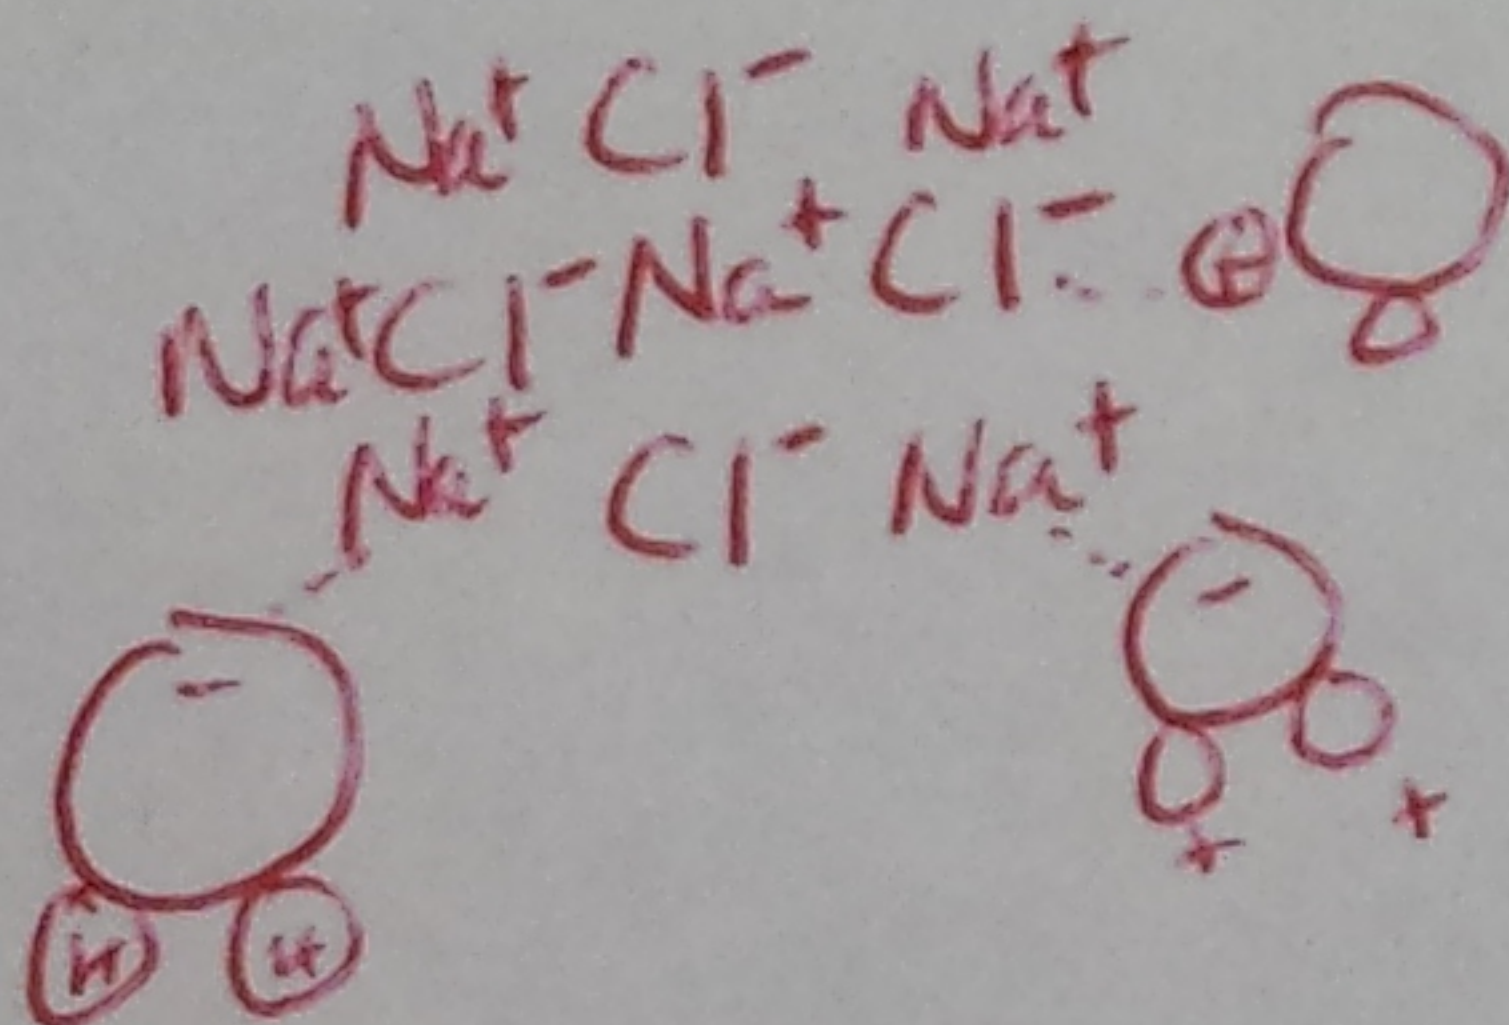 Na⁺ Cl⁻ Na⁺
Na⁺Cl⁻Na⁺Cl⁻ +
Na⁺ Cl⁻ Na⁺
-
-
+ +
H H